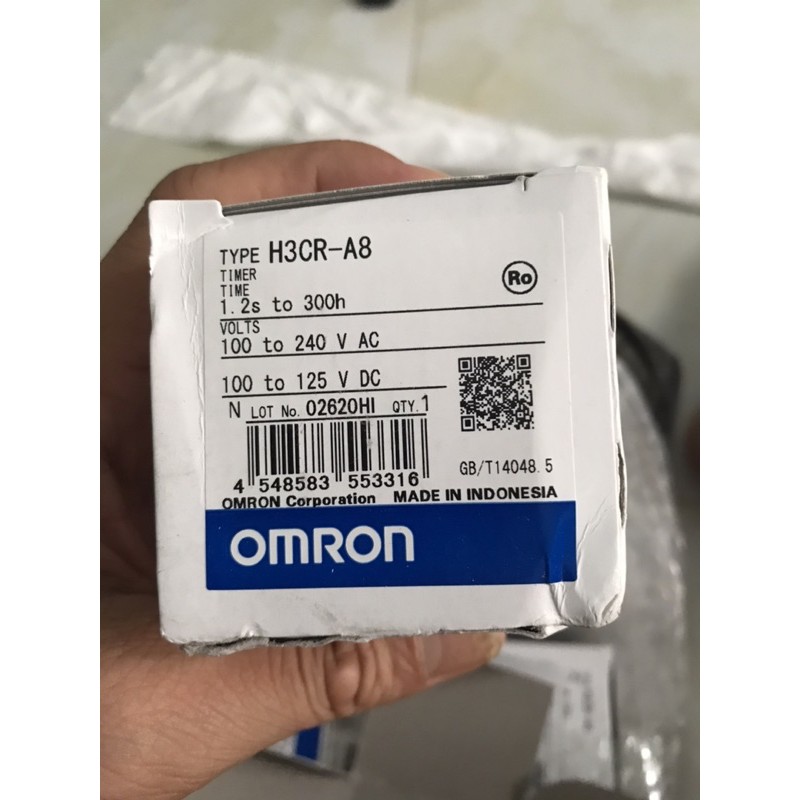 TYPE H3CR-A8
TIMER
TIME
Ro
1.2s to 300h
VOLTS
100 to 240 V AC
100 to 125 V DC
N LOT No. 02620HI QTY.1
4 548583 553316
GB/T14048.5
OMRON Corporation MADE IN INDONESIA
OMRON